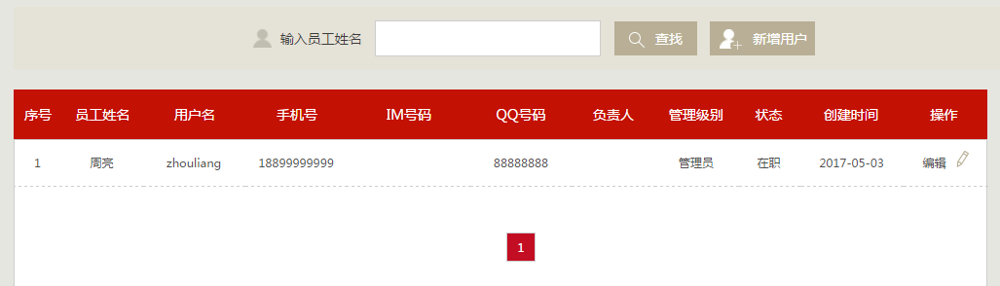 输入员工姓名 查找 新增用户
序号 员工姓名 用户名 手机号 IM号码 QQ号码 负责人 管理级别 状态 创建时间 操作
1 周亮 zhouliang 18899999999 88888888 管理员 在职 2017-05-03 编辑
1